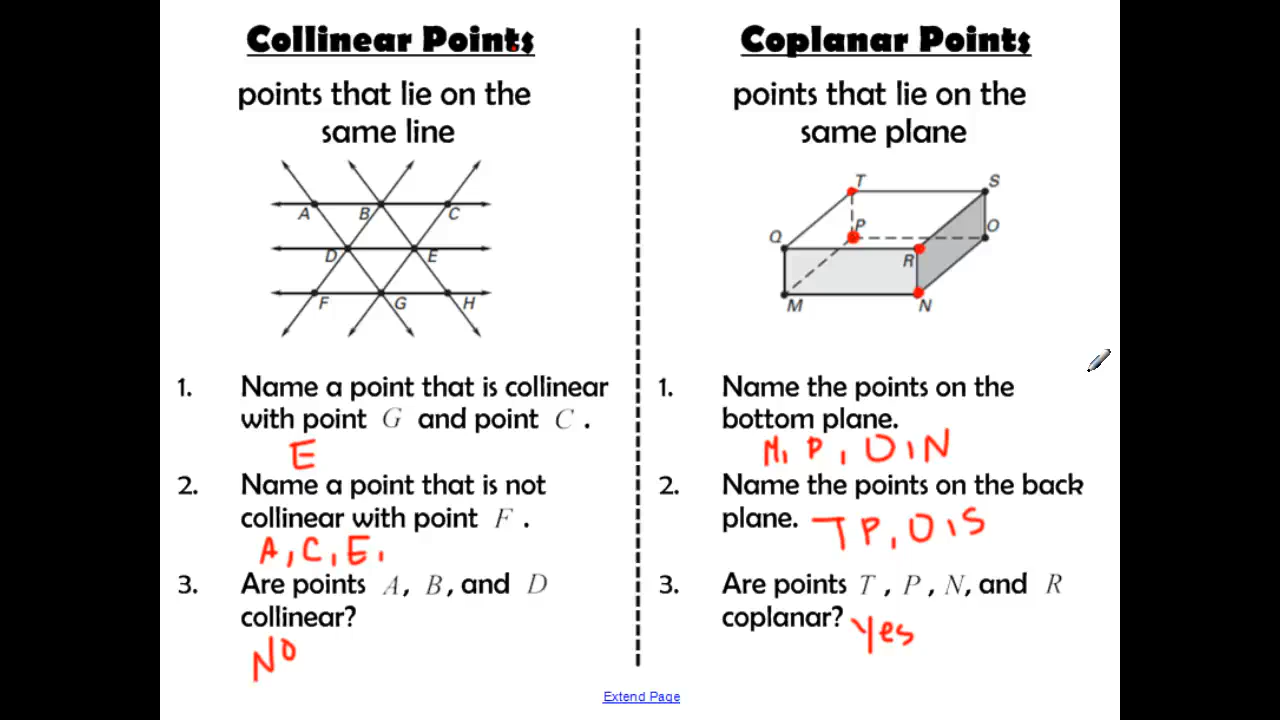 Collinear Points
points that lie on the
same line
A
B
C
D
E
F
G
H
1. Name a point that is collinear
with point G and point C .
E
2. Name a point that is not
collinear with point F .
A, C, E,
3. Are points A, B, and D
collinear?
No
Coplanar Points
points that lie on the
same plane
T
S
P
O
Q
R
M
N
1. Name the points on the
bottom plane.
M, P, O, N
2. Name the points on the back
plane. T P, O, S
3. Are points T , P , N, and R
coplanar? Yes
Extend Page